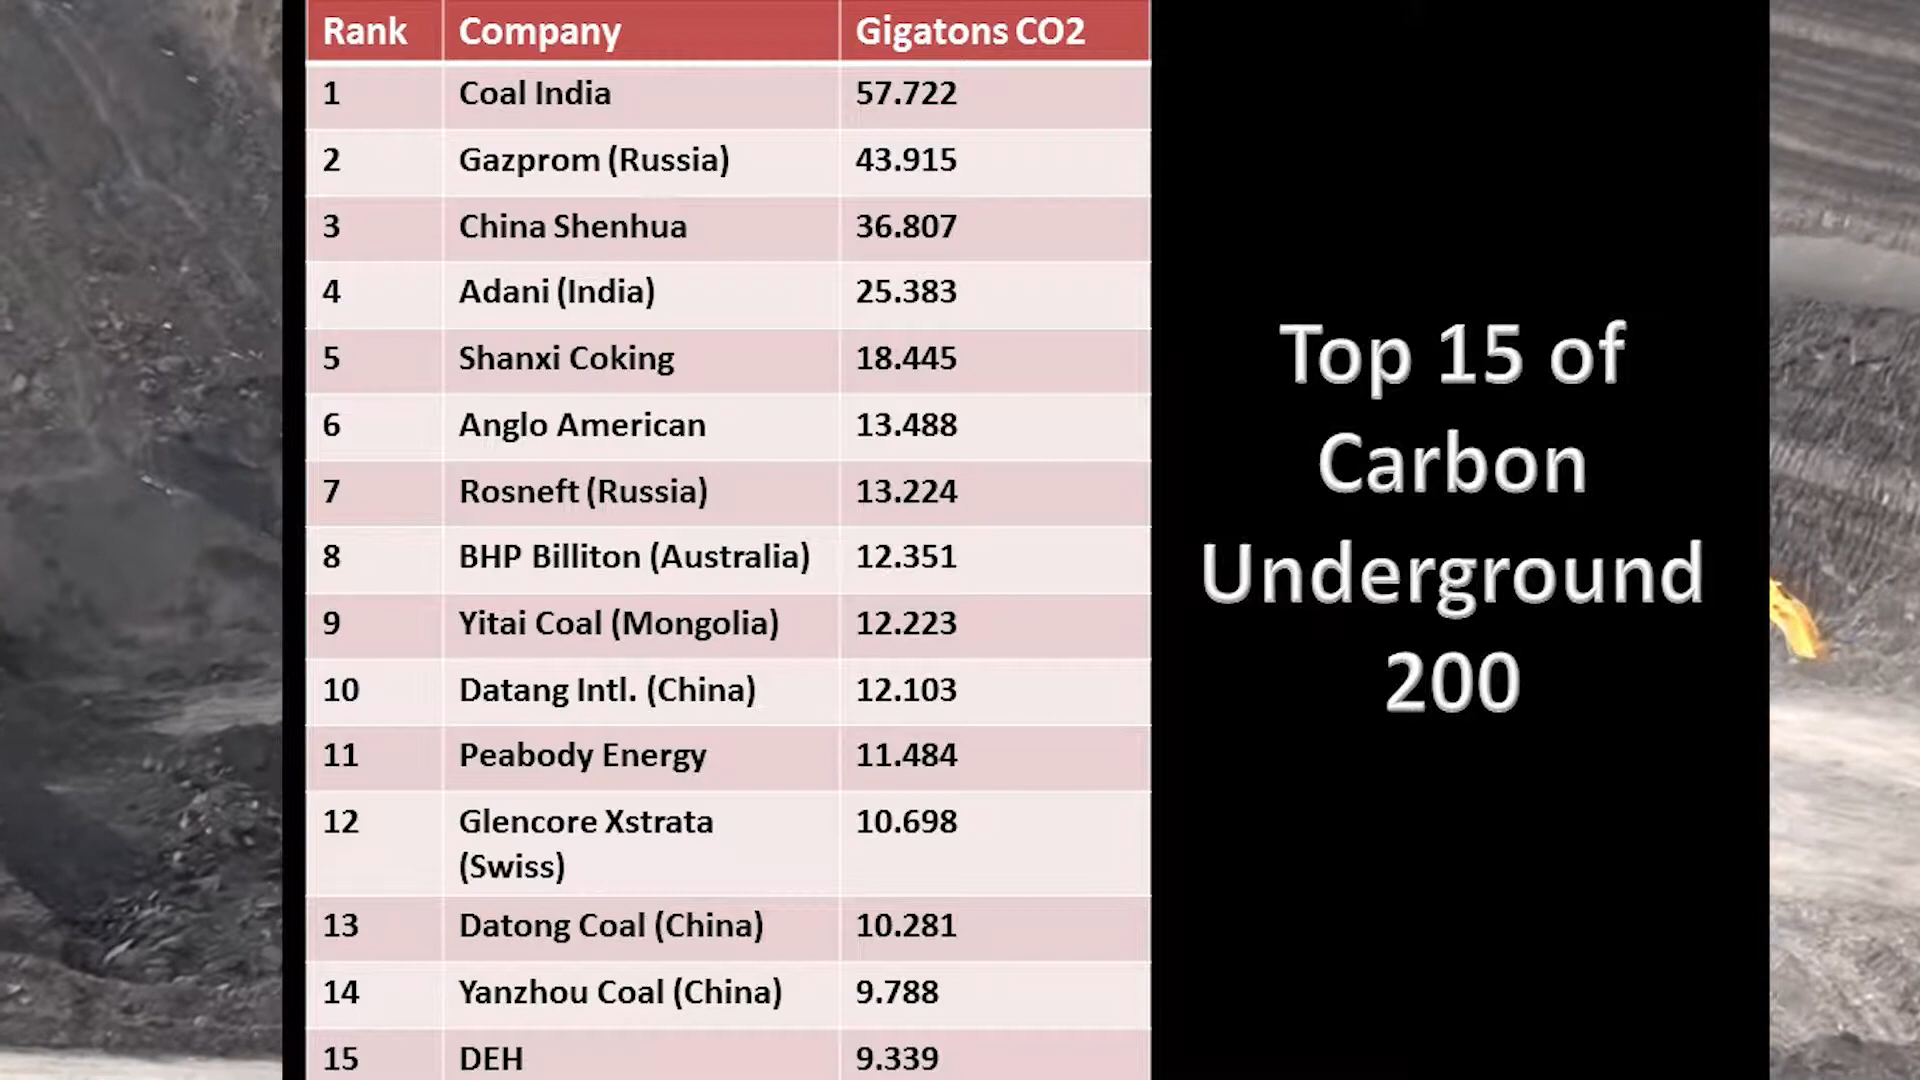 Rank Company Gigatons CO2
1 Coal India 57.722
2 Gazprom (Russia) 43.915
3 China Shenhua 36.807
4 Adani (India) 25.383
5 Shanxi Coking 18.445
6 Anglo American 13.488
7 Rosneft (Russia) 13.224
8 BHP Billiton (Australia) 12.351
9 Yitai Coal (Mongolia) 12.223
10 Datang Intl. (China) 12.103
11 Peabody Energy 11.484
12 Glencore Xstrata 10.698
(Swiss)
13 Datong Coal (China) 10.281
14 Yanzhou Coal (China) 9.788
15 DEH 9.339
Top 15 of
Carbon
Underground
200